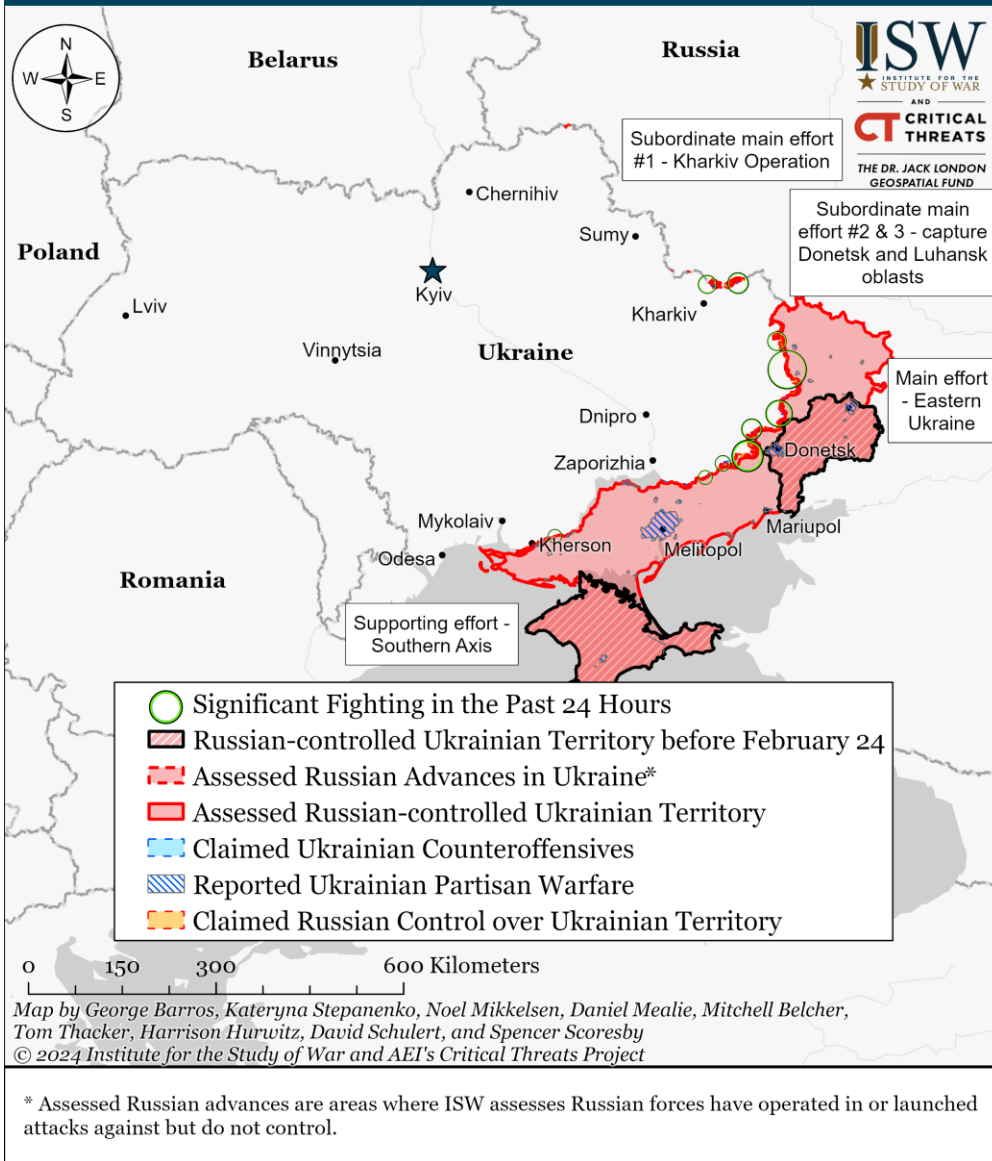 N
W
E
S
Belarus
Russia
ISW
INSTITUTE FOR THE
STUDY OF WAR
AND
CT CRITICAL
THREATS
THE DR. JACK LONDON
GEOSPATIAL FUND
Subordinate main effort
#1 - Kharkiv Operation
Subordinate main
effort #2 & 3 - capture
Donetsk and Luhansk
oblasts
Chernihiv
Sumy
Poland
Kyiv
Lviv
Kharkiv
Vinnytsia
Ukraine
Main effort
- Eastern
Ukraine
Dnipro
Donetsk
Zaporizhia
Mykolaiv
Mariupol
Kherson
Melitopol
Odesa
Romania
Supporting effort -
Southern Axis
Significant Fighting in the Past 24 Hours
Russian-controlled Ukrainian Territory before February 24
Assessed Russian Advances in Ukraine*
Assessed Russian-controlled Ukrainian Territory
Claimed Ukrainian Counteroffensives
Reported Ukrainian Partisan Warfare
Claimed Russian Control over Ukrainian Territory
0 150 300 600 Kilometers
Map by George Barros, Kateryna Stepanenko, Noel Mikkelsen, Daniel Mealie, Mitchell Belcher,
Tom Thacker, Harrison Hurwitz, David Schulert, and Spencer Scoresby
© 2024 Institute for the Study of War and AEI's Critical Threats Project
* Assessed Russian advances are areas where ISW assesses Russian forces have operated in or launched
attacks against but do not control.